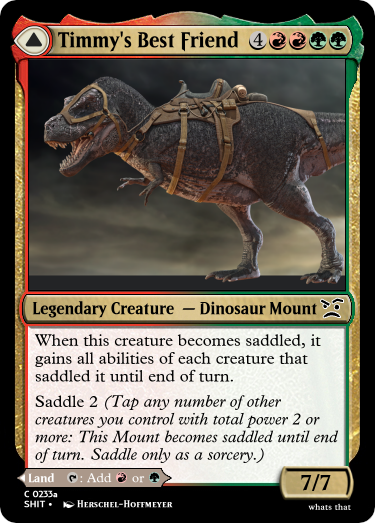 Timmy's Best Friend 4
Legendary Creature — Dinosaur Mount
When this creature becomes saddled, it
gains all abilities of each creature that
saddled it until end of turn.
Saddle 2 (Tap any number of other
creatures you control with total power 2 or
more: This Mount becomes saddled until end
of turn. Saddle only as a sorcery.)
Land : Add or
7/7
C 0233a
SHIT • Herschel-Hoffmeyer
whats that